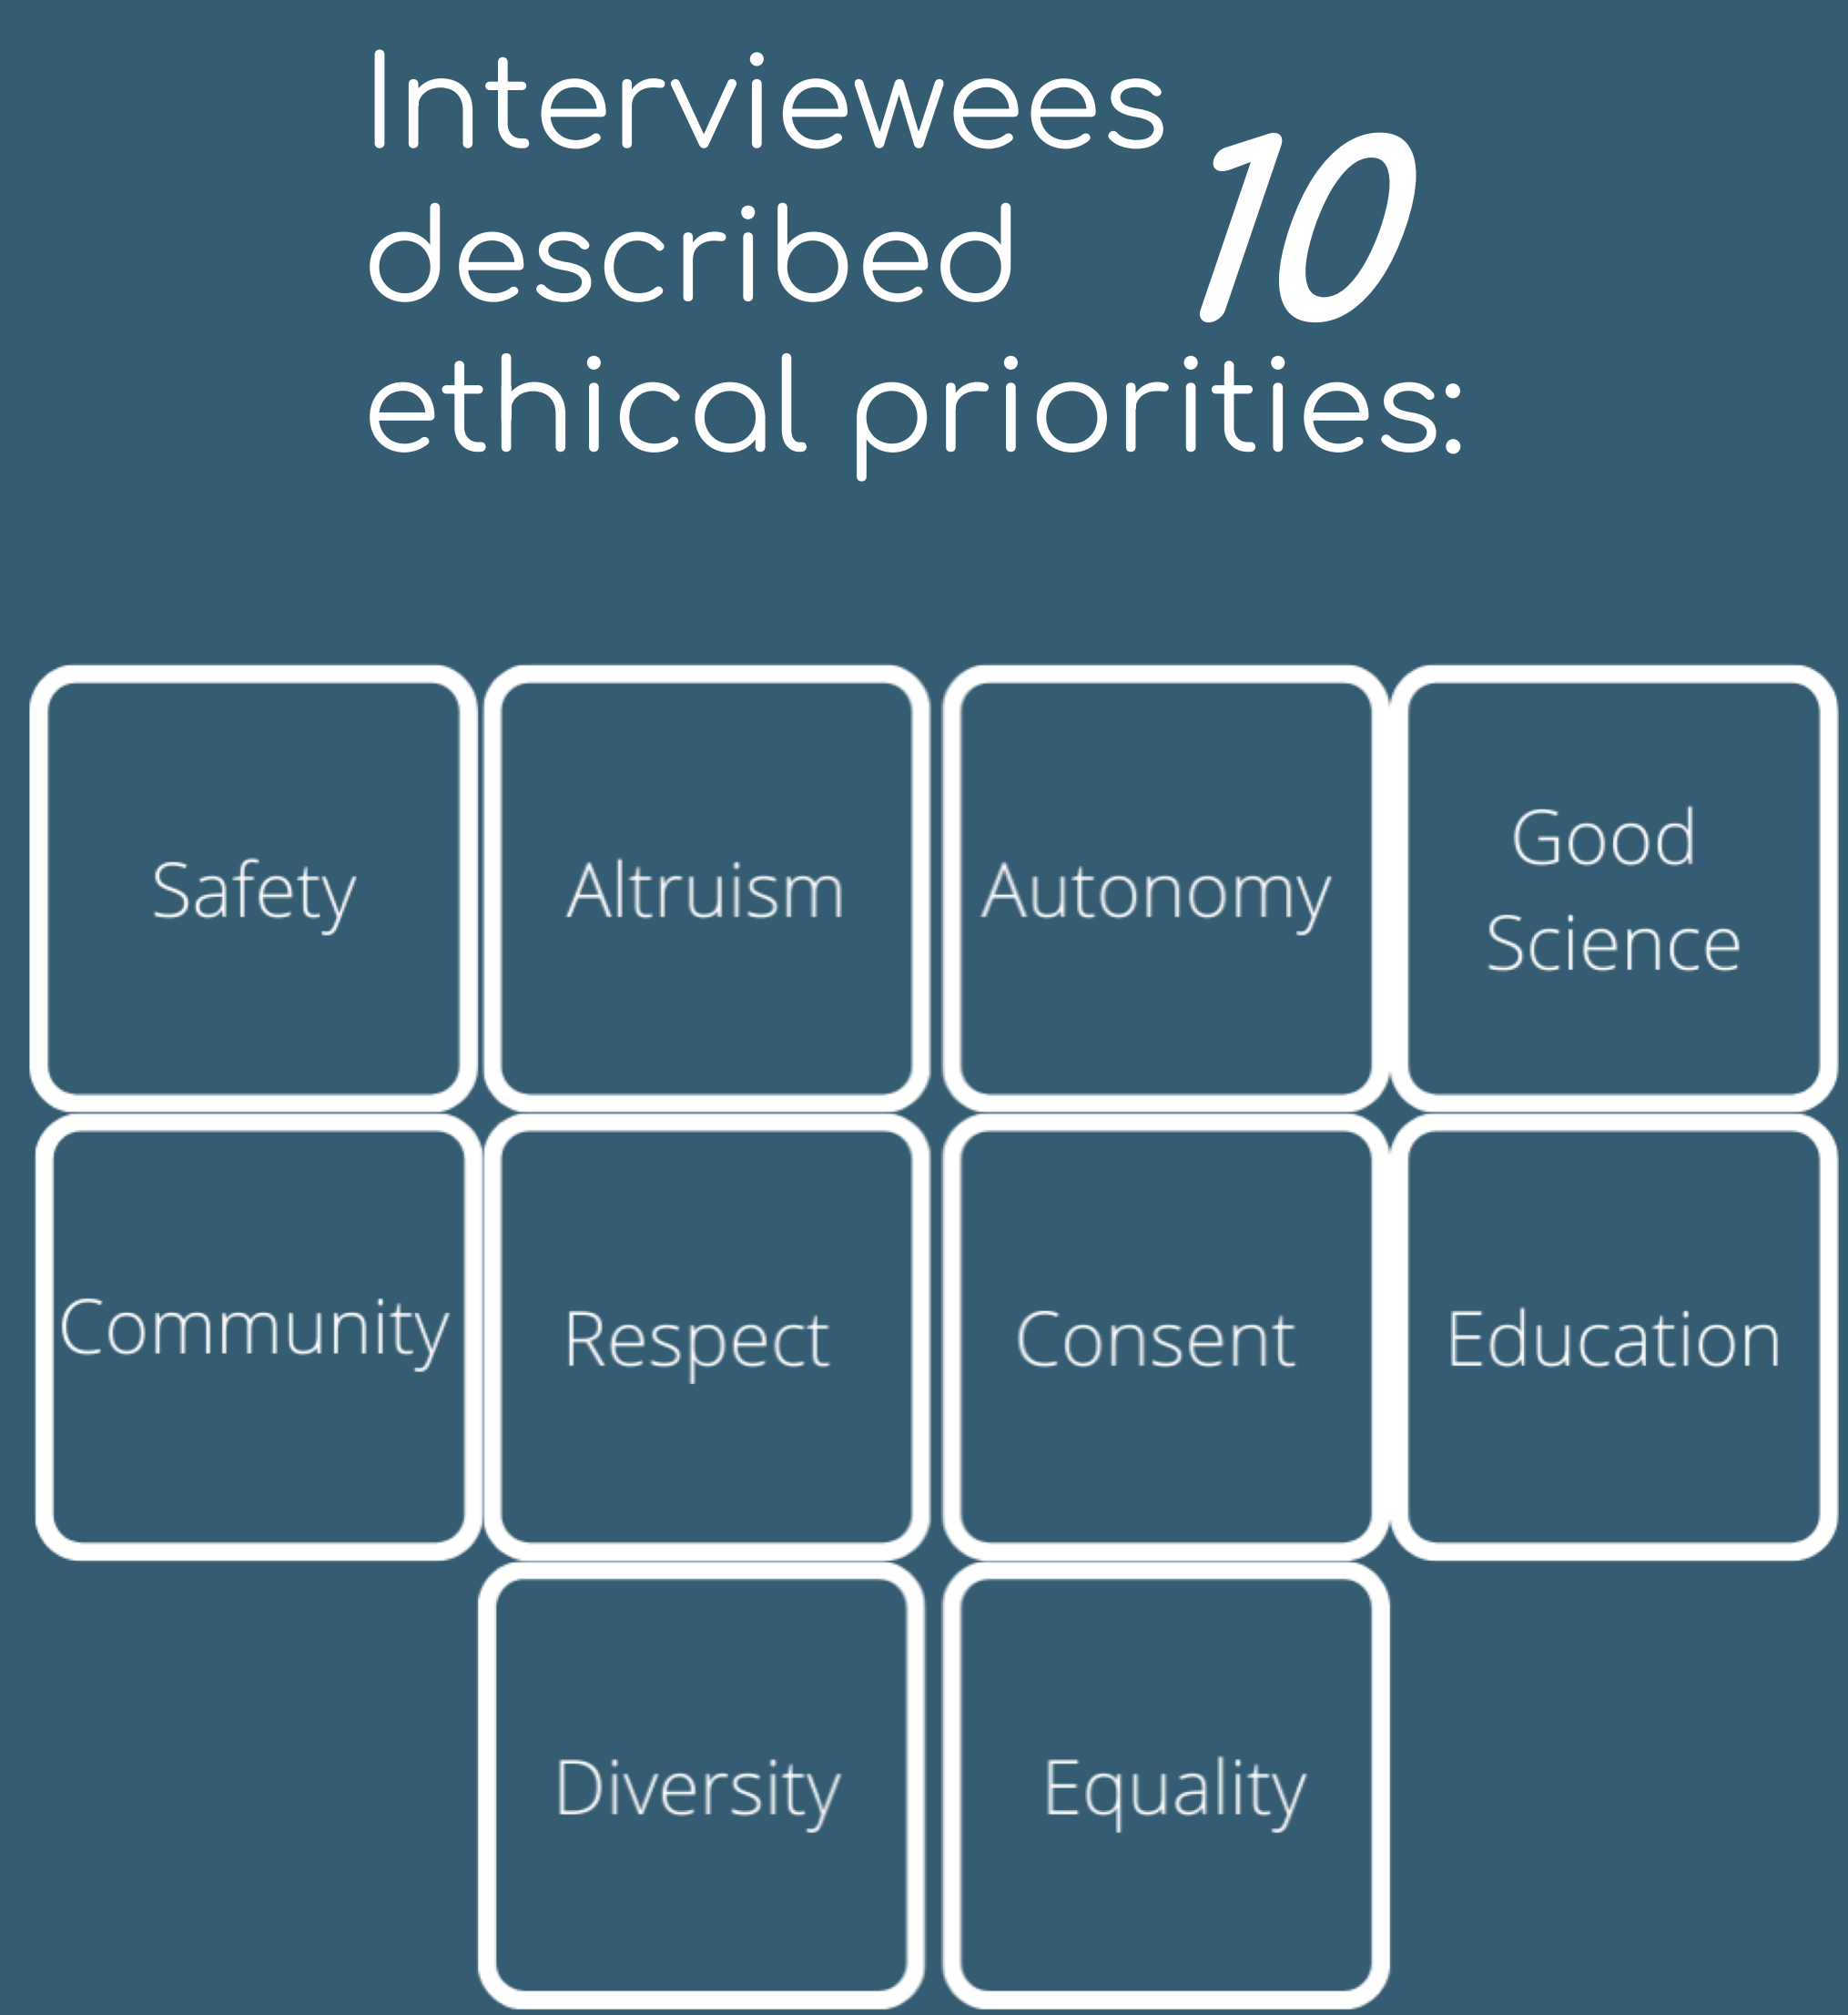 Interviewees
described 10
ethical priorities:
Safety
Altruism
Autonomy
Good
Science
Community
Respect
Consent
Education
Diversity
Equality